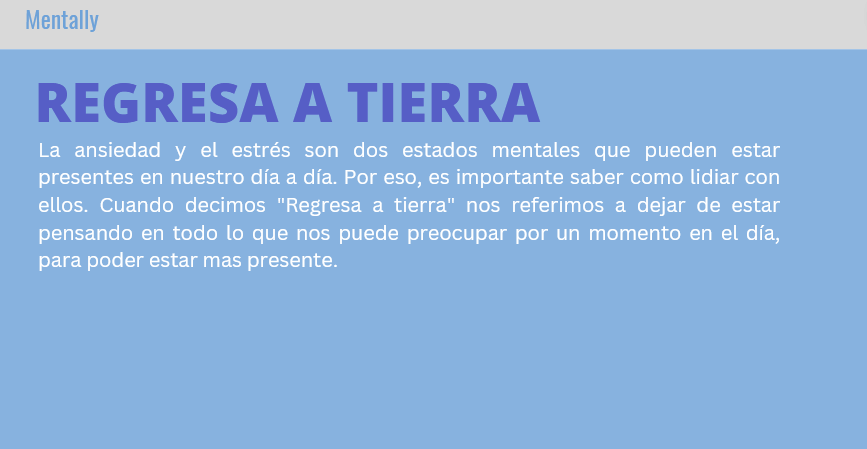 Mentally
REGRESA A TIERRA
La ansiedad y el estrés son dos estados mentales que pueden estar
presentes en nuestro día a día. Por eso, es importante saber como lidiar con
ellos. Cuando decimos "Regresa a tierra" nos referimos a dejar de estar
pensando en todo lo que nos puede preocupar por un momento en el día,
para poder estar mas presente.